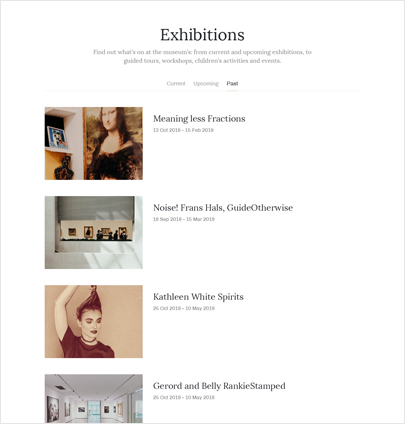 Exhibitions
Find out what's on at the museum's: from current and upcoming exhibitions, to
guided tours, workshops, children's activities and events.
Current Upcoming Past
Meaning less Fractions
13 Oct 2018 - 15 Feb 2019
Noise! Frans Hals, GuideOtherwise
18 Sep 2018 - 15 Mar 2019
Kathleen White Spirits
26 Oct 2018 - 10 May 2019
Gerord and Belly RankieStamped
26 Oct 2018 - 10 May 2019